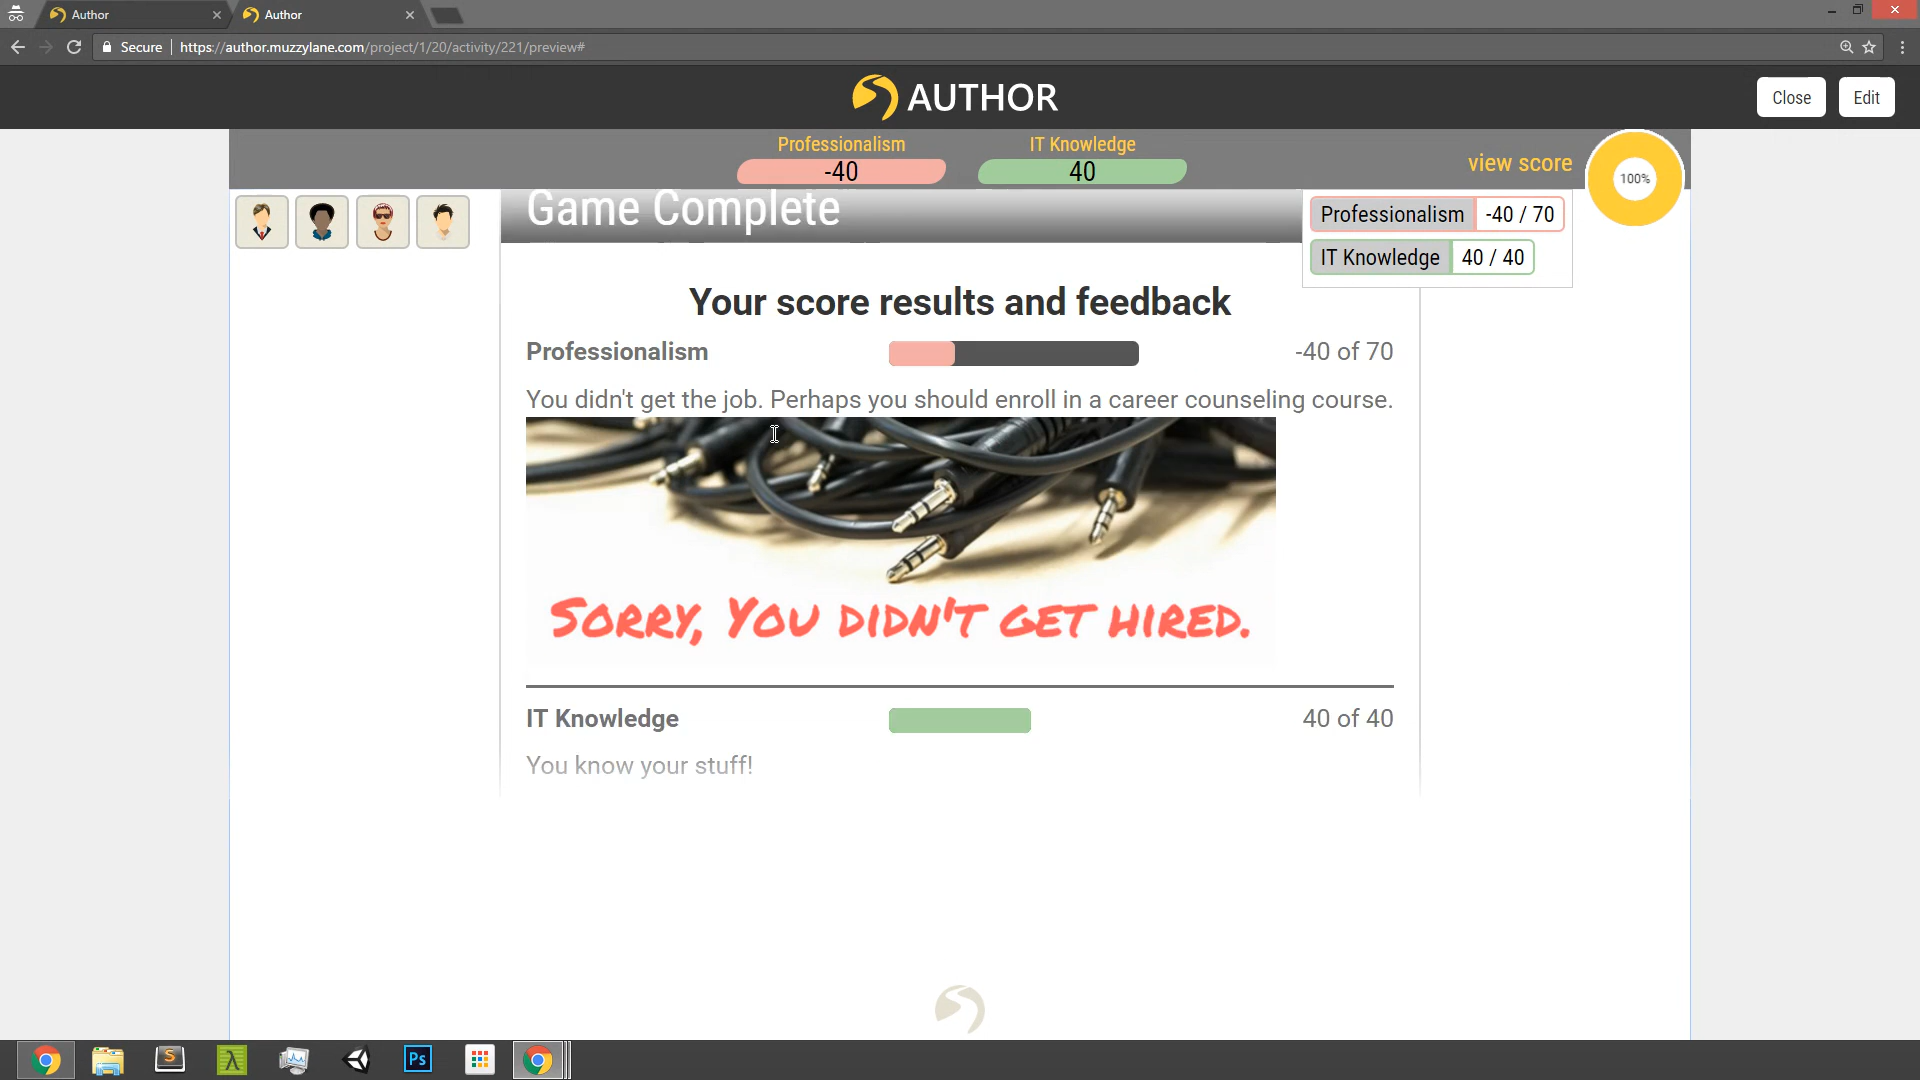 Author
Author
Secure https://author.muzzylane.com/project/1/20/activity/221/preview#
AUTHOR
Close
Edit
Professionalism
-40
IT Knowledge
40
view score
100%
Game Complete
Professionalism -40 / 70
IT Knowledge 40 / 40
Your score results and feedback
Professionalism -40 of 70
You didn't get the job. Perhaps you should enroll in a career counseling course.
Sorry, You didn't get hired.
IT Knowledge 40 of 40
You know your stuff!
S
λ
Ps